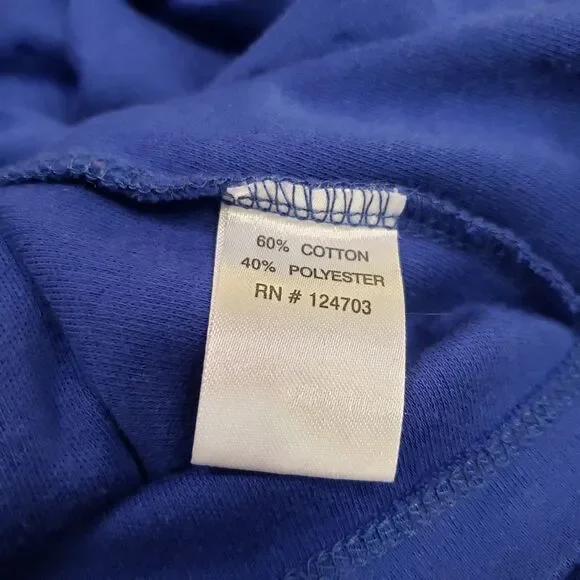 60% COTTON
40% POLYESTER
RN # 124703